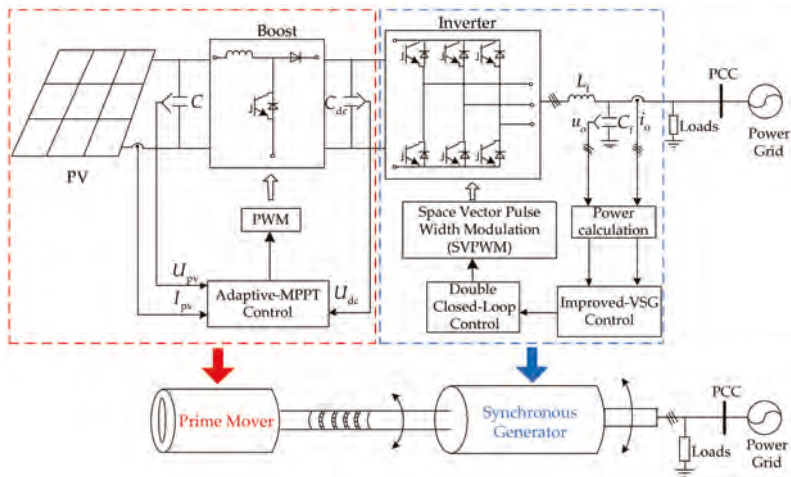 Boost
Inverter
PV
C
C_dc
L_f
u_o
C_f
i_o
PCC
Loads
Power
Grid
PWM
Space Vector Pulse
Width Modulation
(SVPWM)
Power
calculation
U_pv
I_pv
Adaptive-MPPT
Control
U_dc
Double
Closed-Loop
Control
Improved-VSG
Control
Prime Mover
Synchronous
Generator
PCC
Loads
Power
Grid